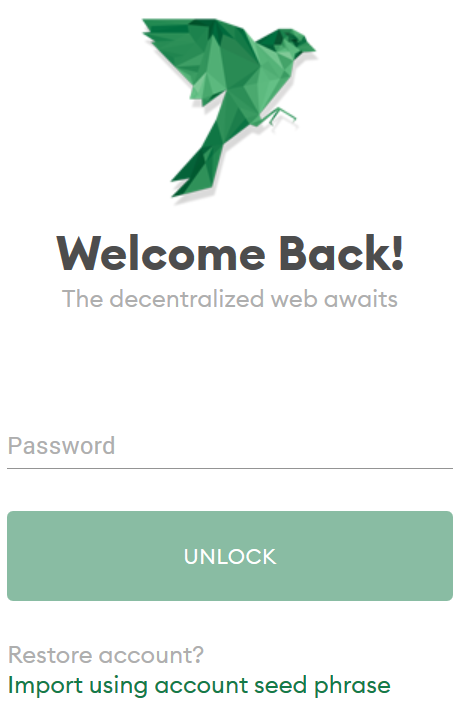 Welcome Back!
The decentralized web awaits
Password
UNLOCK
Restore account?
Import using account seed phrase